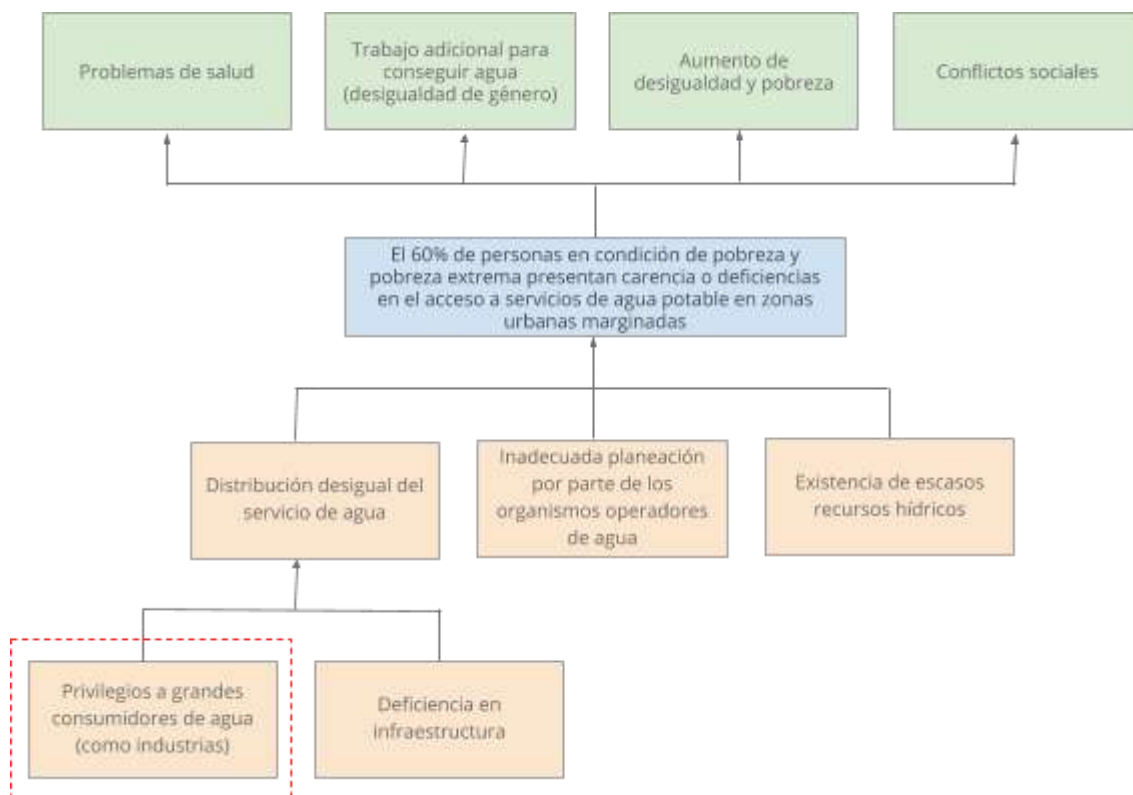 Problemas de salud
Trabajo adicional para
conseguir agua
(desigualdad de género)
Aumento de
desigualdad y pobreza
Conflictos sociales
El 60% de personas en condición de pobreza y
pobreza extrema presentan carencia o deficiencias
en el acceso a servicios de agua potable en zonas
urbanas marginadas
Distribución desigual del
servicio de agua
Inadecuada planeación
por parte de los
organismos operadores
de agua
Existencia de escasos
recursos hídricos
Privilegios a grandes
consumidores de agua
(como industrias)
Deficiencia en
infraestructura